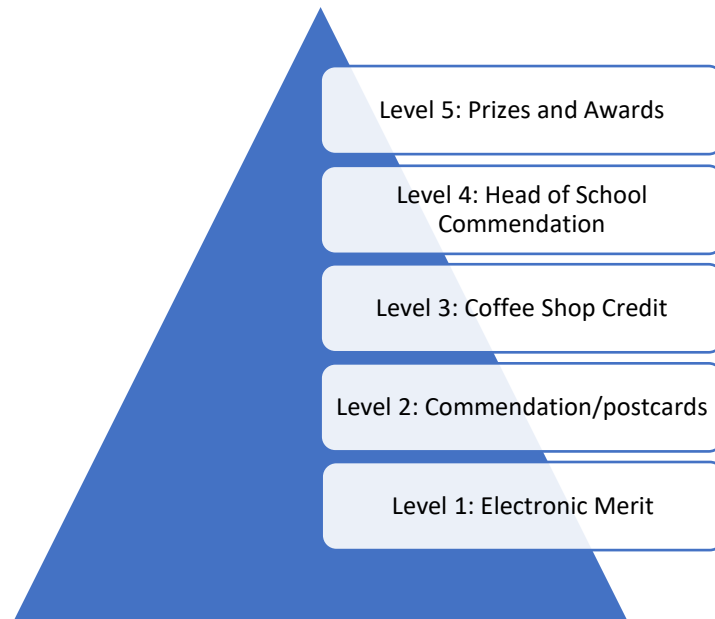 Level 5: Prizes and Awards
Level 4: Head of School
Commendation
Level 3: Coffee Shop Credit
Level 2: Commendation/postcards
Level 1: Electronic Merit